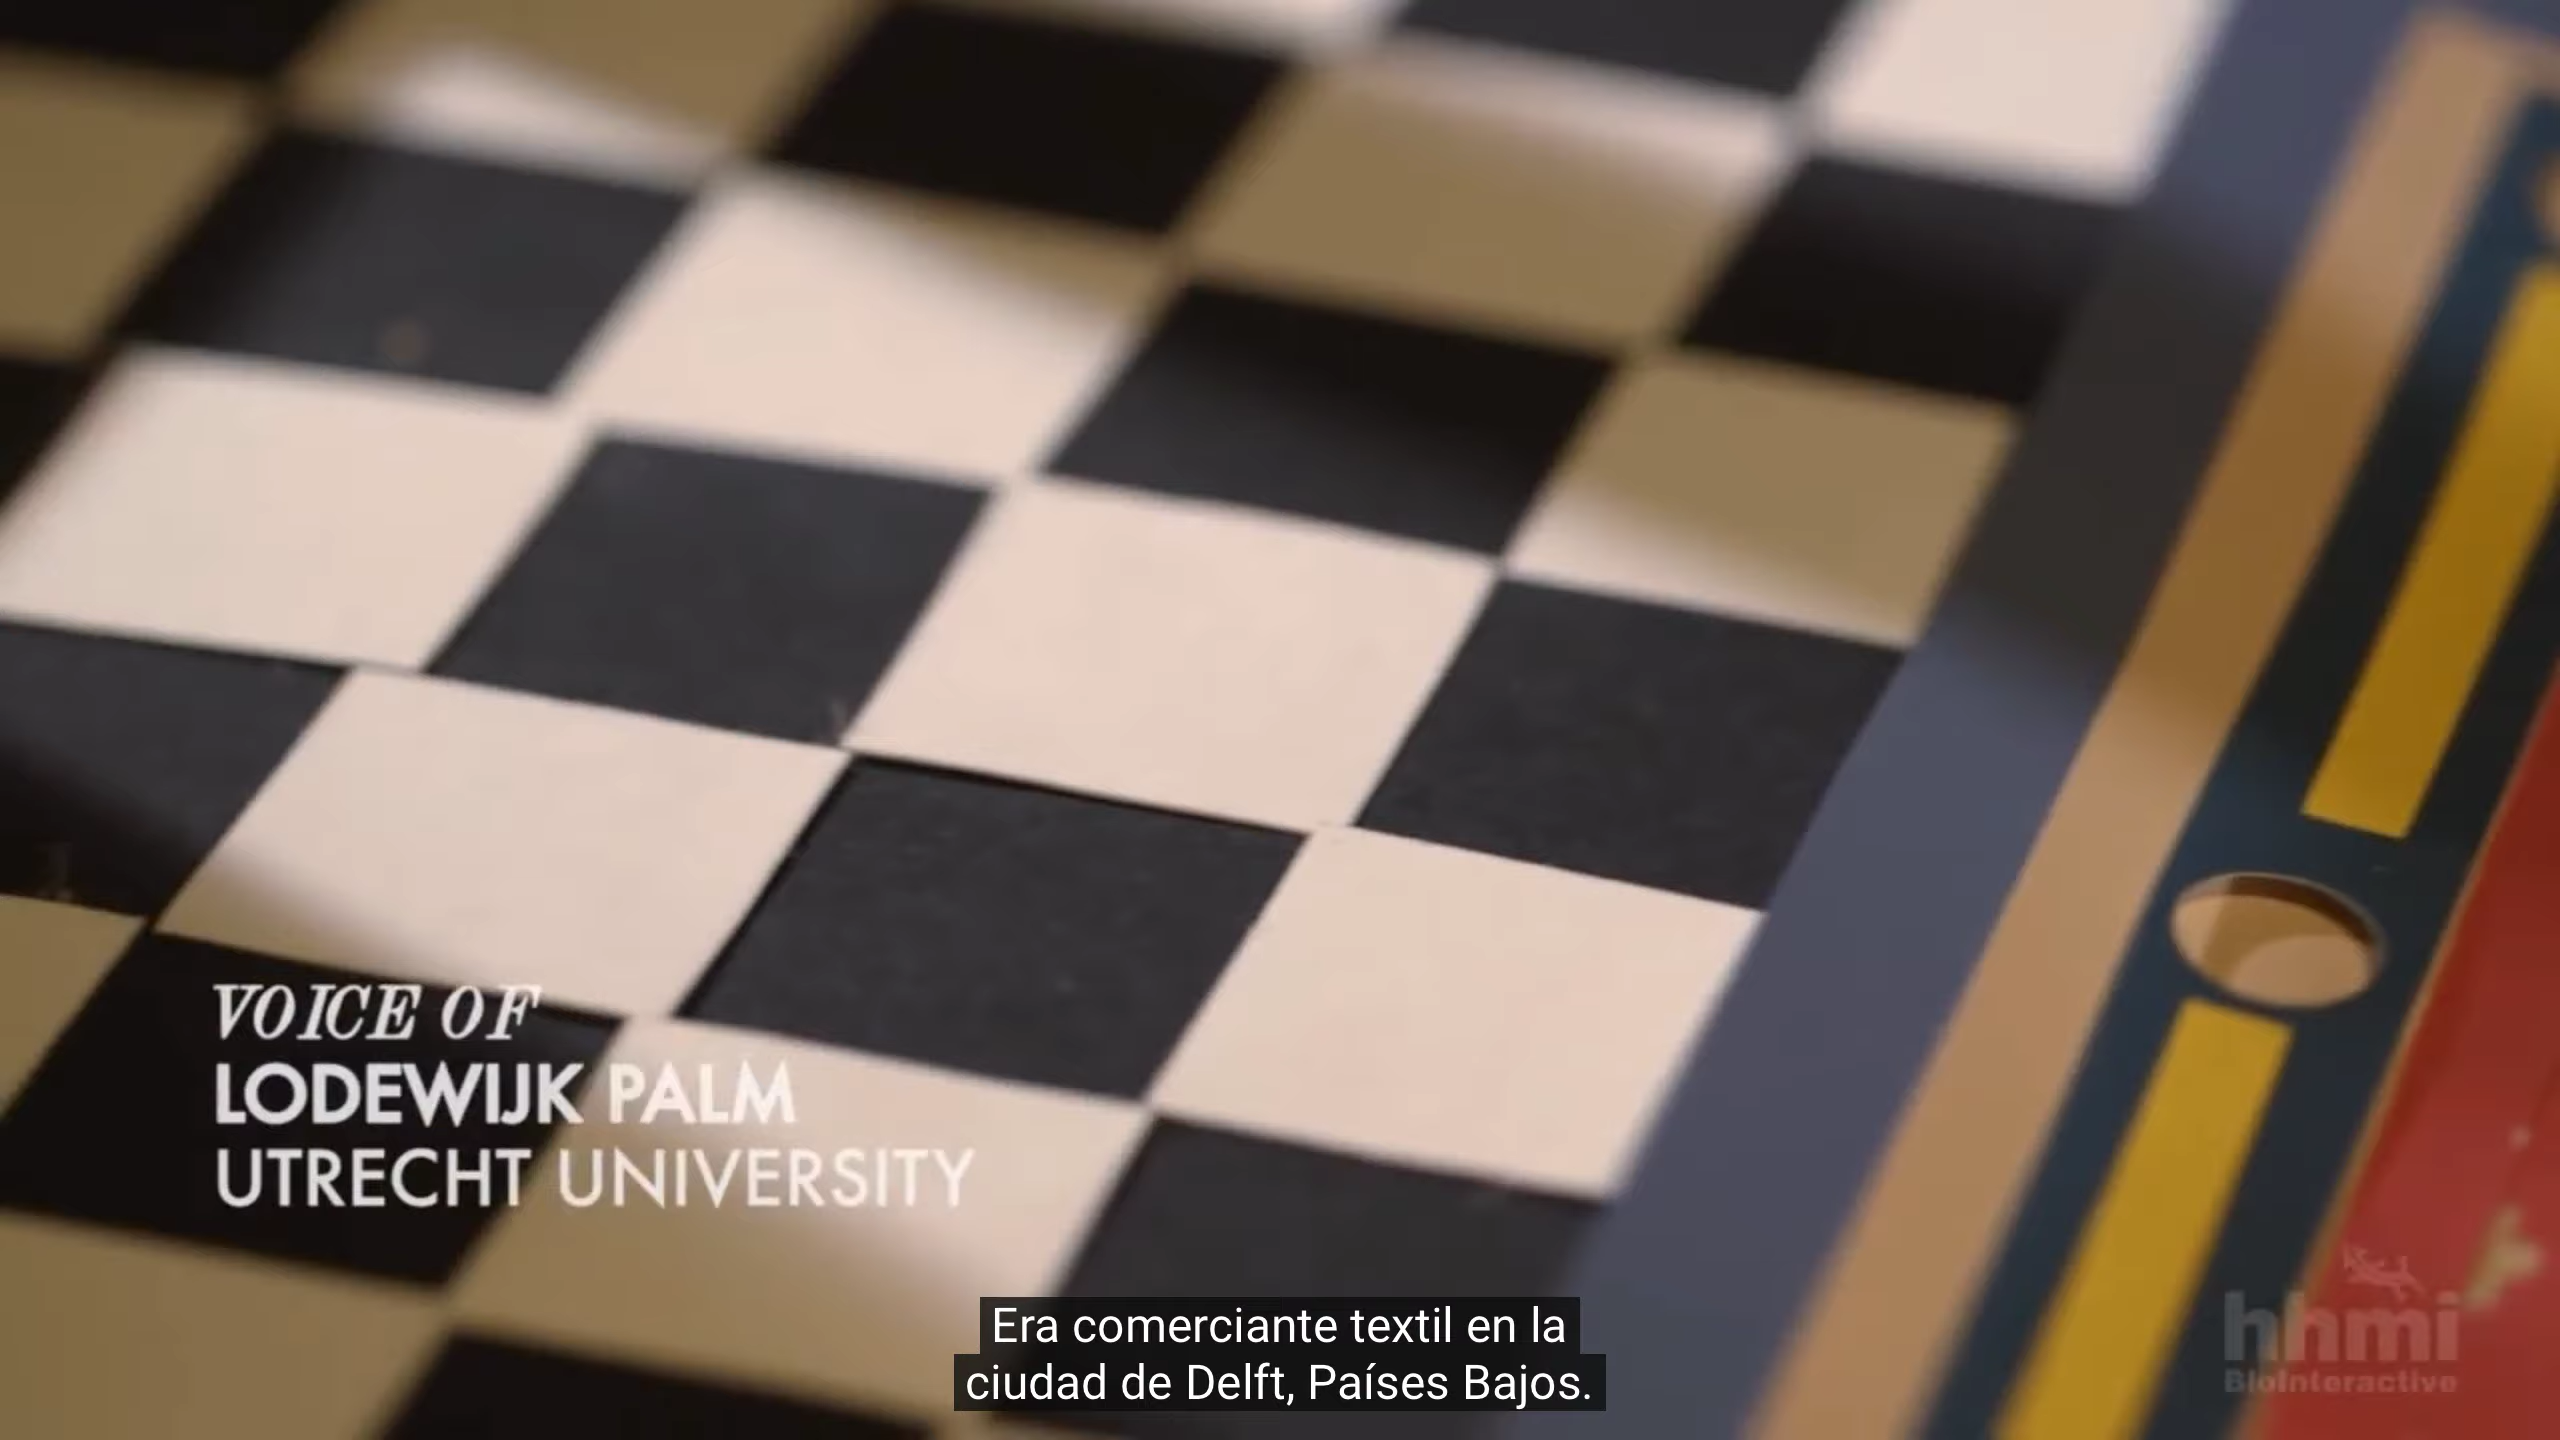 VOICE OF
LODEWIJK PALM
UTRECHT UNIVERSITY
Era comerciante textil en la
ciudad de Delft, Países Bajos.
hhmi
BioInteractive